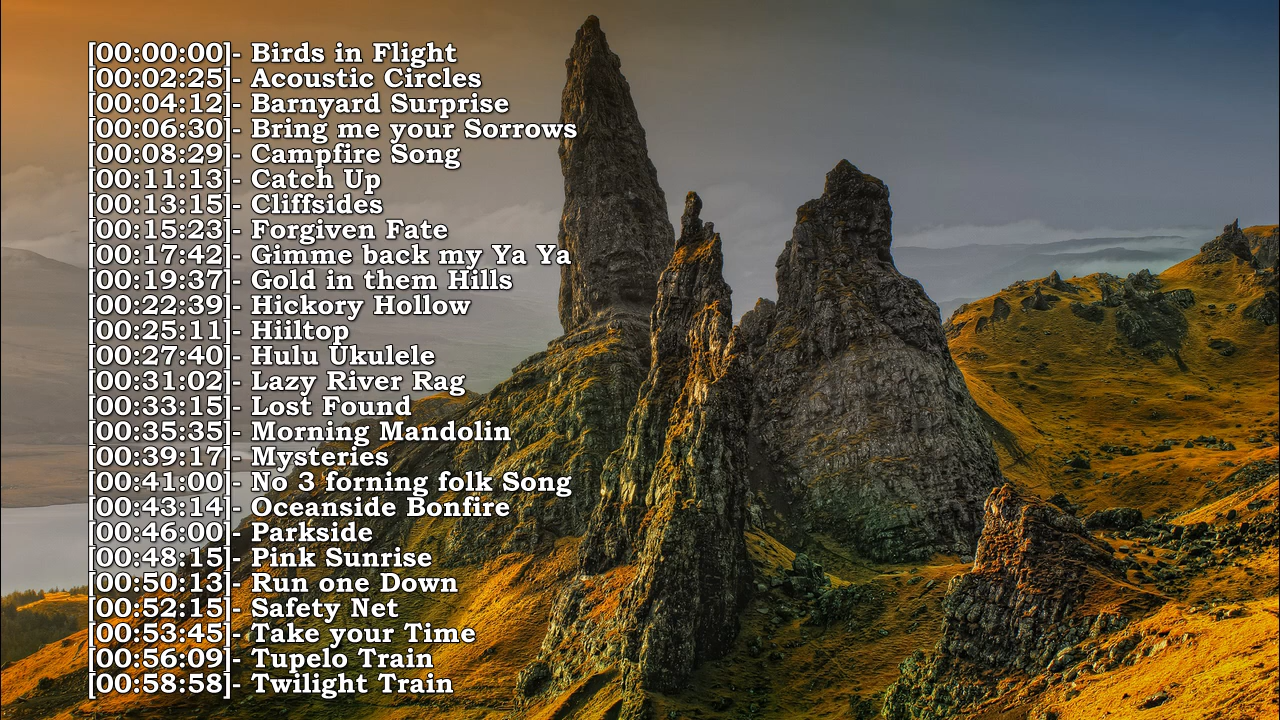 [00:00:00]- Birds in Flight
[00:02:25]- Acoustic Circles
[00:04:12]- Barnyard Surprise
[00:06:30]- Bring me your Sorrows
[00:08:29]- Campfire Song
[00:11:13]- Catch Up
[00:13:15]- Cliffsides
[00:15:23]- Forgiven Fate
[00:17:42]- Gimme back my Ya Ya
[00:19:37]- Gold in them Hills
[00:22:39]- Hickory Hollow
[00:25:11]- Hiiltop
[00:27:40]- Hulu Ukulele
[00:31:02]- Lazy River Rag
[00:33:15]- Lost Found
[00:35:35]- Morning Mandolin
[00:39:17]- Mysteries
[00:41:00]- No 3 forning folk Song
[00:43:14]- Oceanside Bonfire
[00:46:00]- Parkside
[00:48:15]- Pink Sunrise
[00:50:13]- Run one Down
[00:52:15]- Safety Net
[00:53:45]- Take your Time
[00:56:09]- Tupelo Train
[00:58:58]- Twilight Train